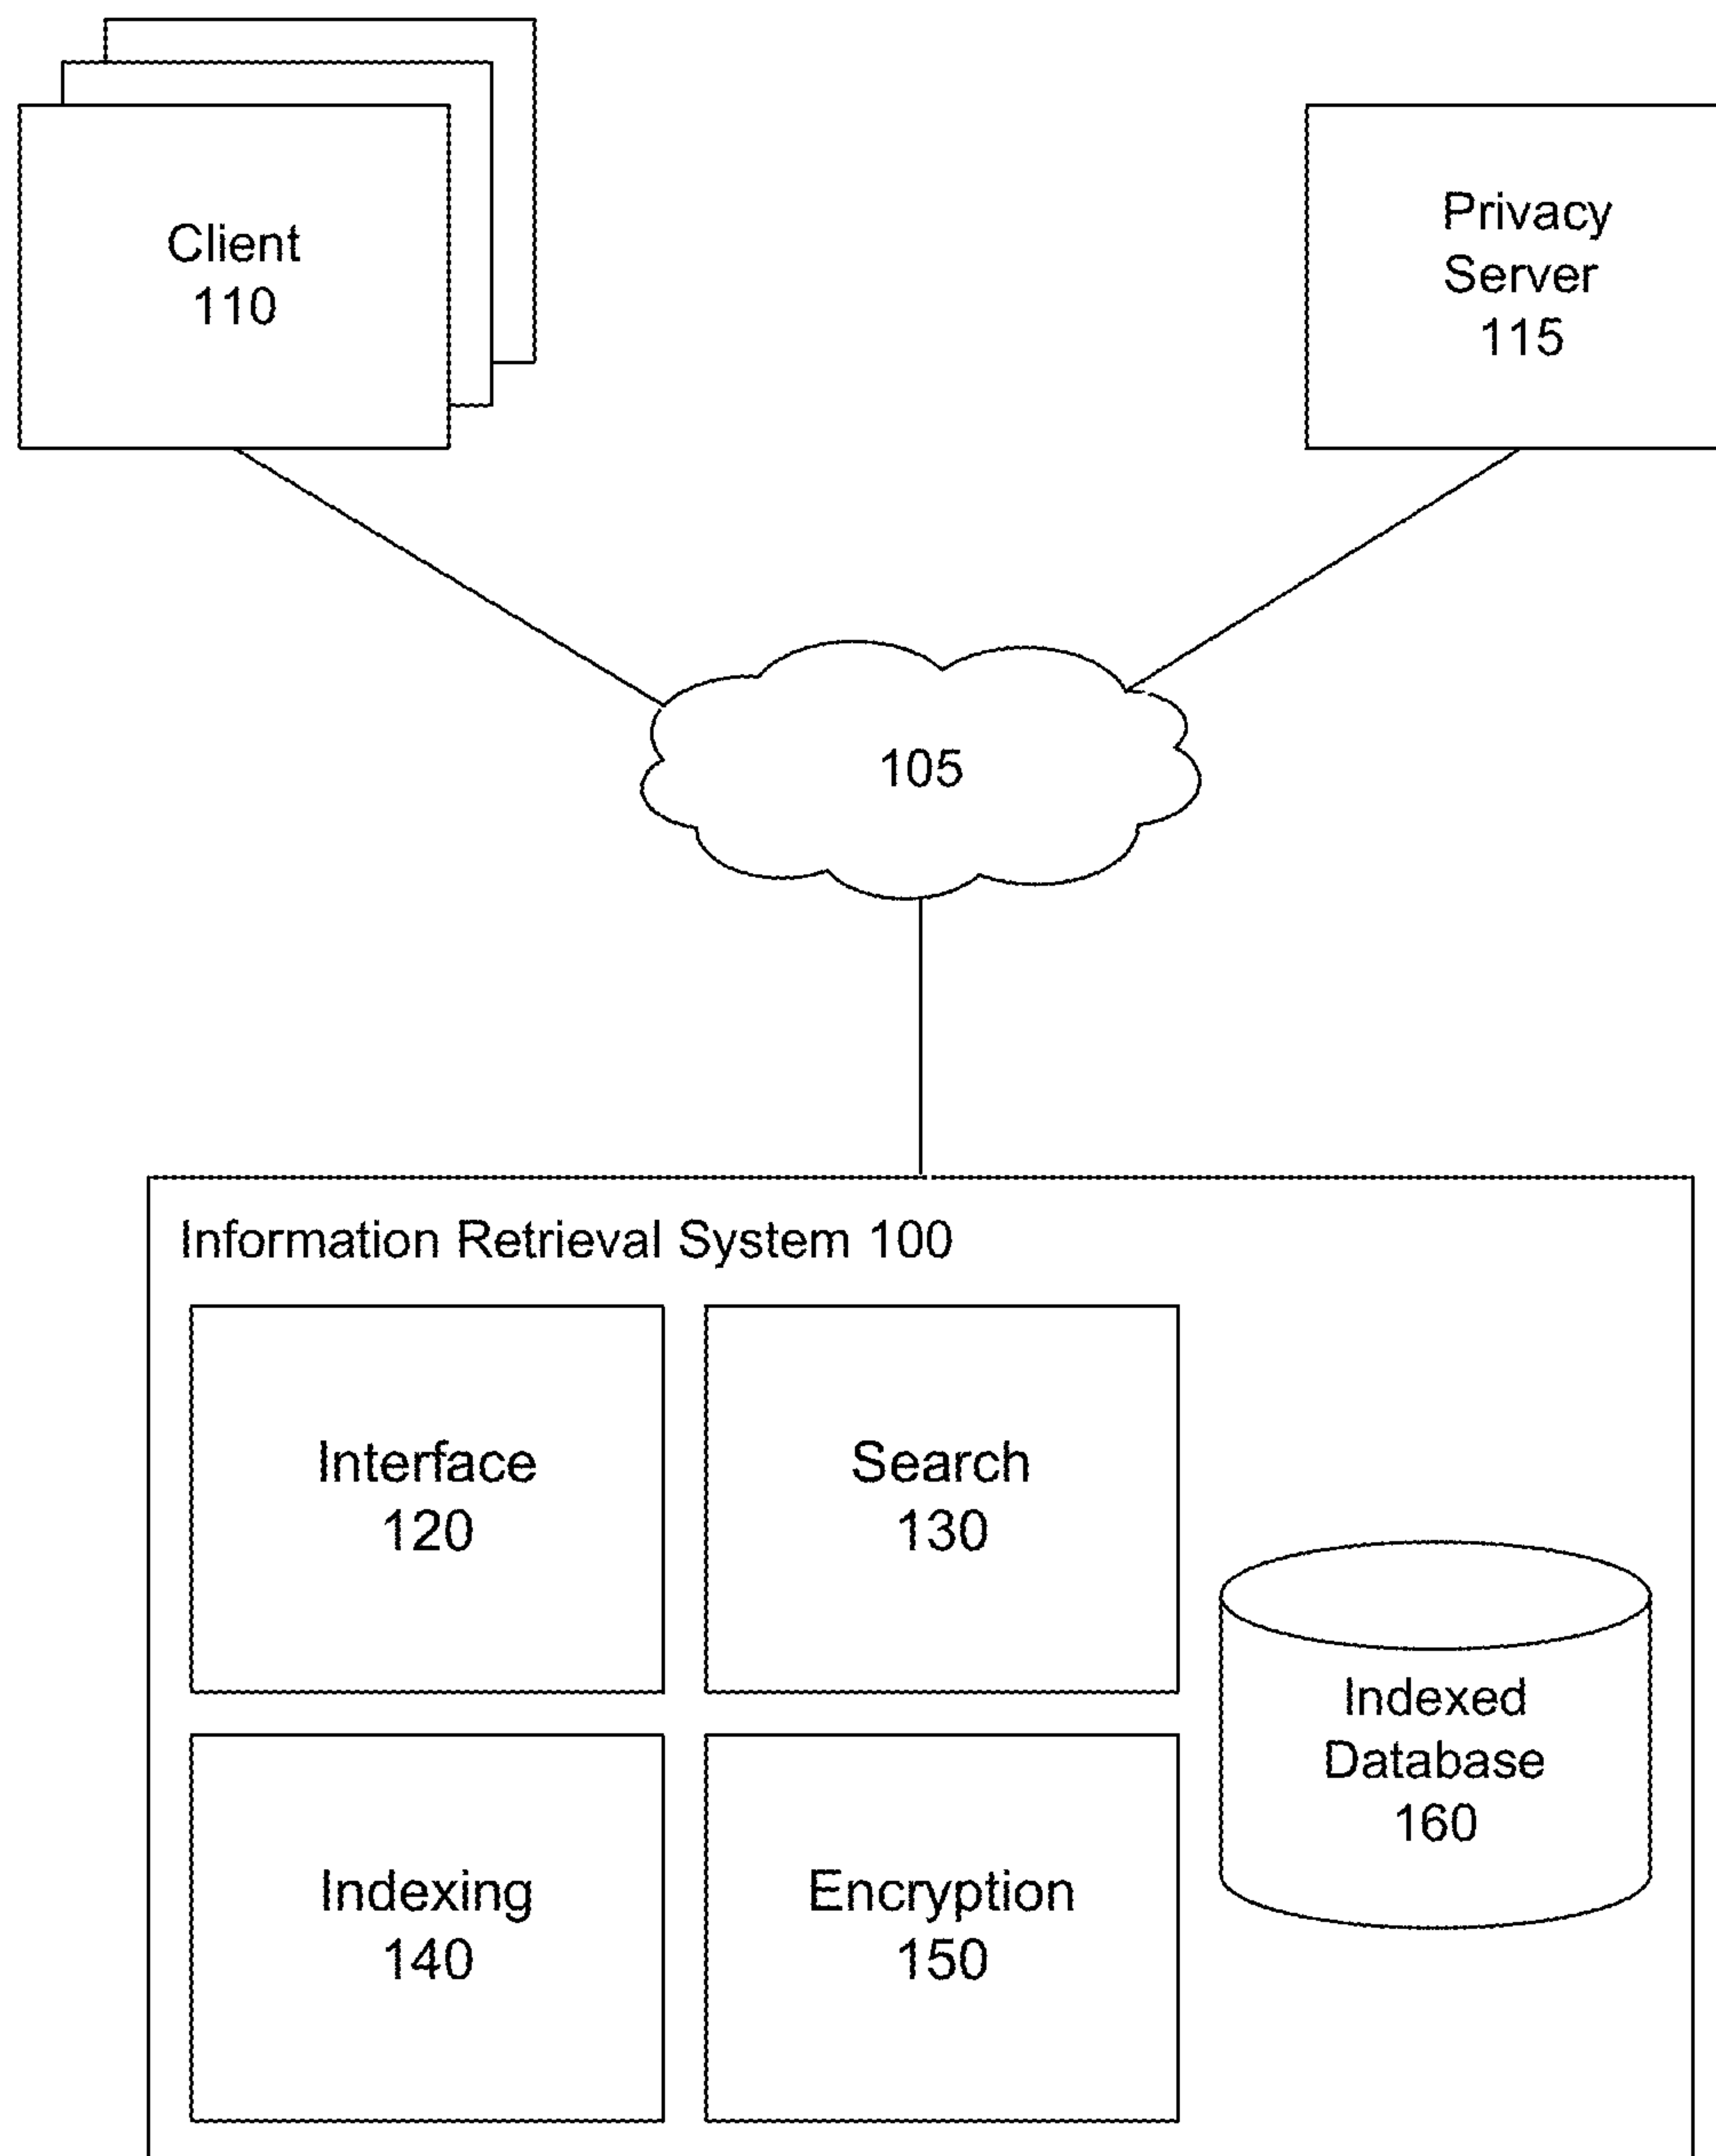 Client
110
Privacy
Server
115
105
Information Retrieval System 100
Interface
120
Search
130
Indexing
140
Encryption
150
Indexed
Database
160